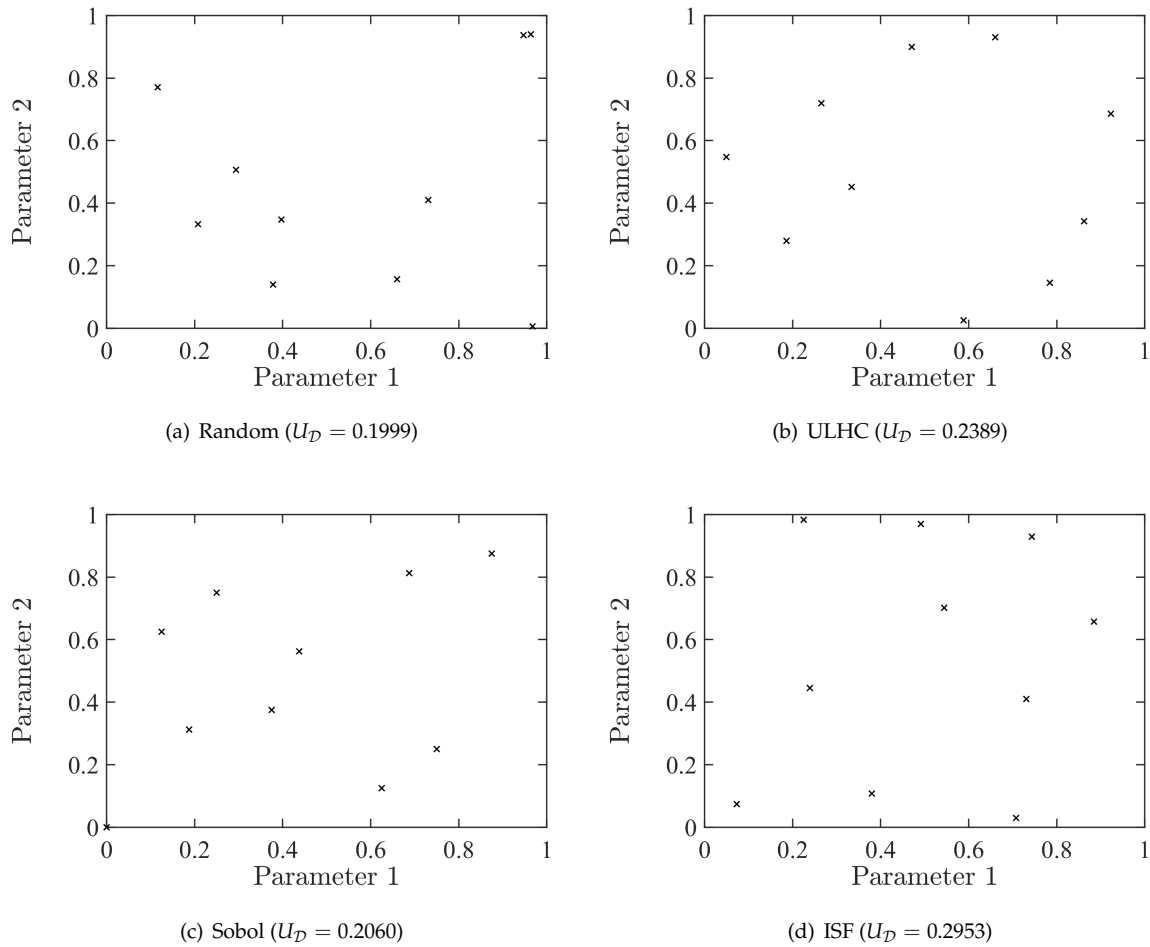 1
0.8
0.6
0.4
0.2
0
Parameter 2
0 0.2 0.4 0.6 0.8 1
Parameter 1
(a) Random (U_𝒟 = 0.1999)
1
0.8
0.6
0.4
0.2
0
Parameter 2
0 0.2 0.4 0.6 0.8 1
Parameter 1
(b) ULHC (U_𝒟 = 0.2389)
1
0.8
0.6
0.4
0.2
0
Parameter 2
0 0.2 0.4 0.6 0.8 1
Parameter 1
(c) Sobol (U_𝒟 = 0.2060)
1
0.8
0.6
0.4
0.2
0
Parameter 2
0 0.2 0.4 0.6 0.8 1
Parameter 1
(d) ISF (U_𝒟 = 0.2953)